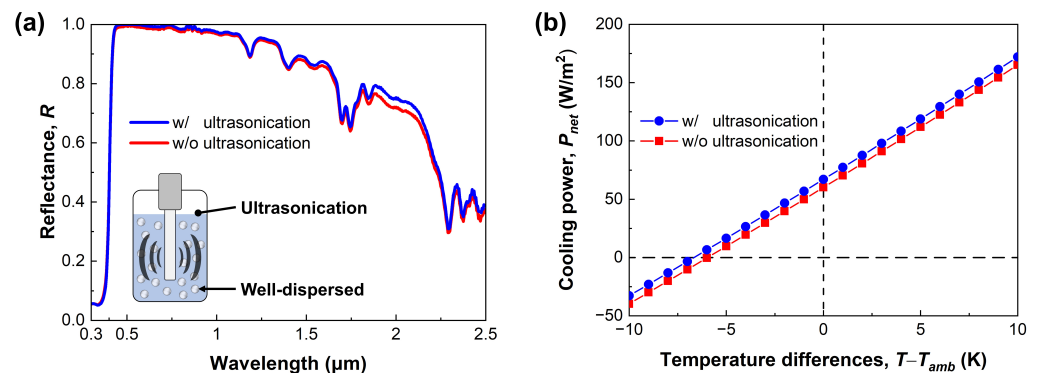 (a)
1.0
0.8
0.6
0.4
0.2
0.0
Reflectance, R
w/ ultrasonication
w/o ultrasonication
Ultrasonication
Well-dispersed
0.3 0.5 1 1.5 2 2.5
Wavelength (μm)
(b)
200
150
100
50
0
−50
Cooling power, Pnet (W/m²)
w/ ultrasonication
w/o ultrasonication
−10 −5 0 5 10
Temperature differences, T−Tamb (K)